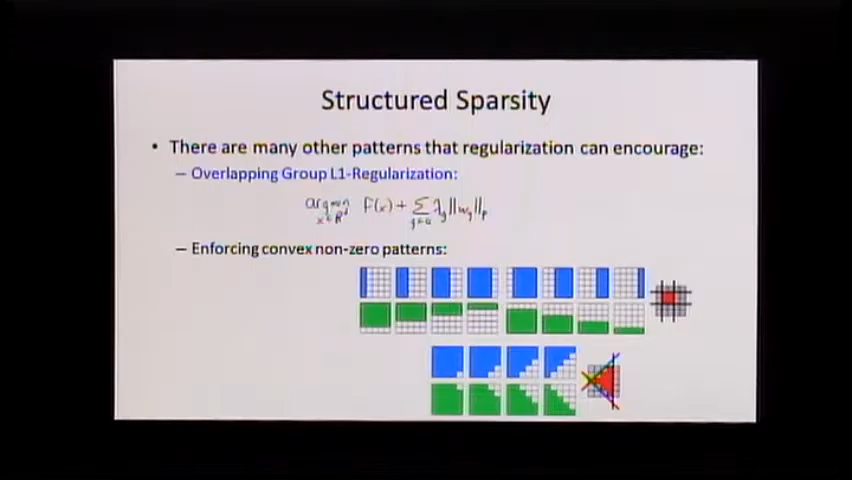 Structured Sparsity
• There are many other patterns that regularization can encourage:
– Overlapping Group L1-Regularization:
argmin F(x) + ∑ λg||wg||p
x∈Rd g∈G
– Enforcing convex non-zero patterns: